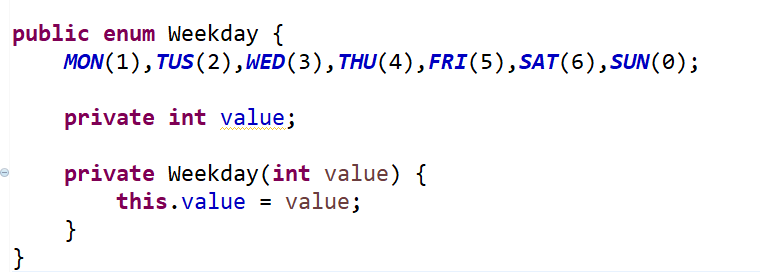 public enum Weekday {
MON(1),TUS(2),WED(3),THU(4),FRI(5),SAT(6),SUN(0);
private int value;
private Weekday(int value) {
this.value = value;
}
}